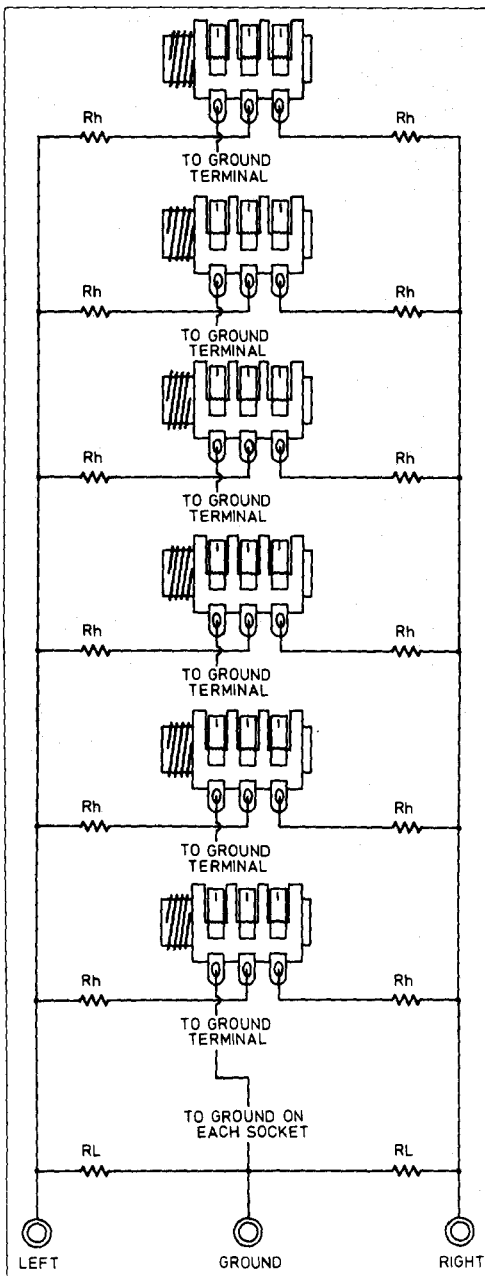 Rh Rh
TO GROUND
TERMINAL
Rh Rh
TO GROUND
TERMINAL
Rh Rh
TO GROUND
TERMINAL
Rh Rh
TO GROUND
TERMINAL
Rh Rh
TO GROUND
TERMINAL
Rh Rh
TO GROUND
TERMINAL
TO GROUND ON
EACH SOCKET
RL RL
LEFT GROUND RIGHT